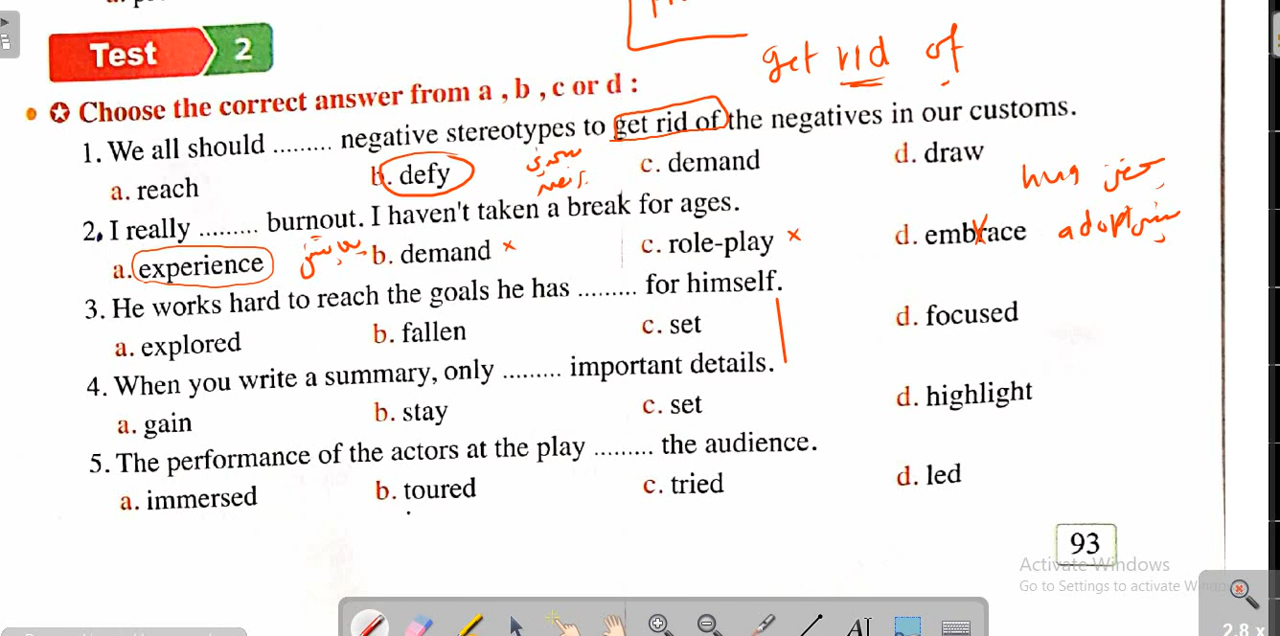 Test 2
get rid of
✪ Choose the correct answer from a , b , c or d :
1. We all should ......... negative stereotypes to get rid of the negatives in our customs.
a. reach b. defy c. demand d. draw
hug
2. I really ......... burnout. I haven't taken a break for ages.
a. experience b. demand × c. role-play × d. embrace adopt
3. He works hard to reach the goals he has ......... for himself.
a. explored b. fallen c. set d. focused
4. When you write a summary, only ......... important details.
a. gain b. stay c. set d. highlight
5. The performance of the actors at the play ......... the audience.
a. immersed b. toured c. tried d. led
93
Activate Windows
Go to Settings to activate
2.8 x